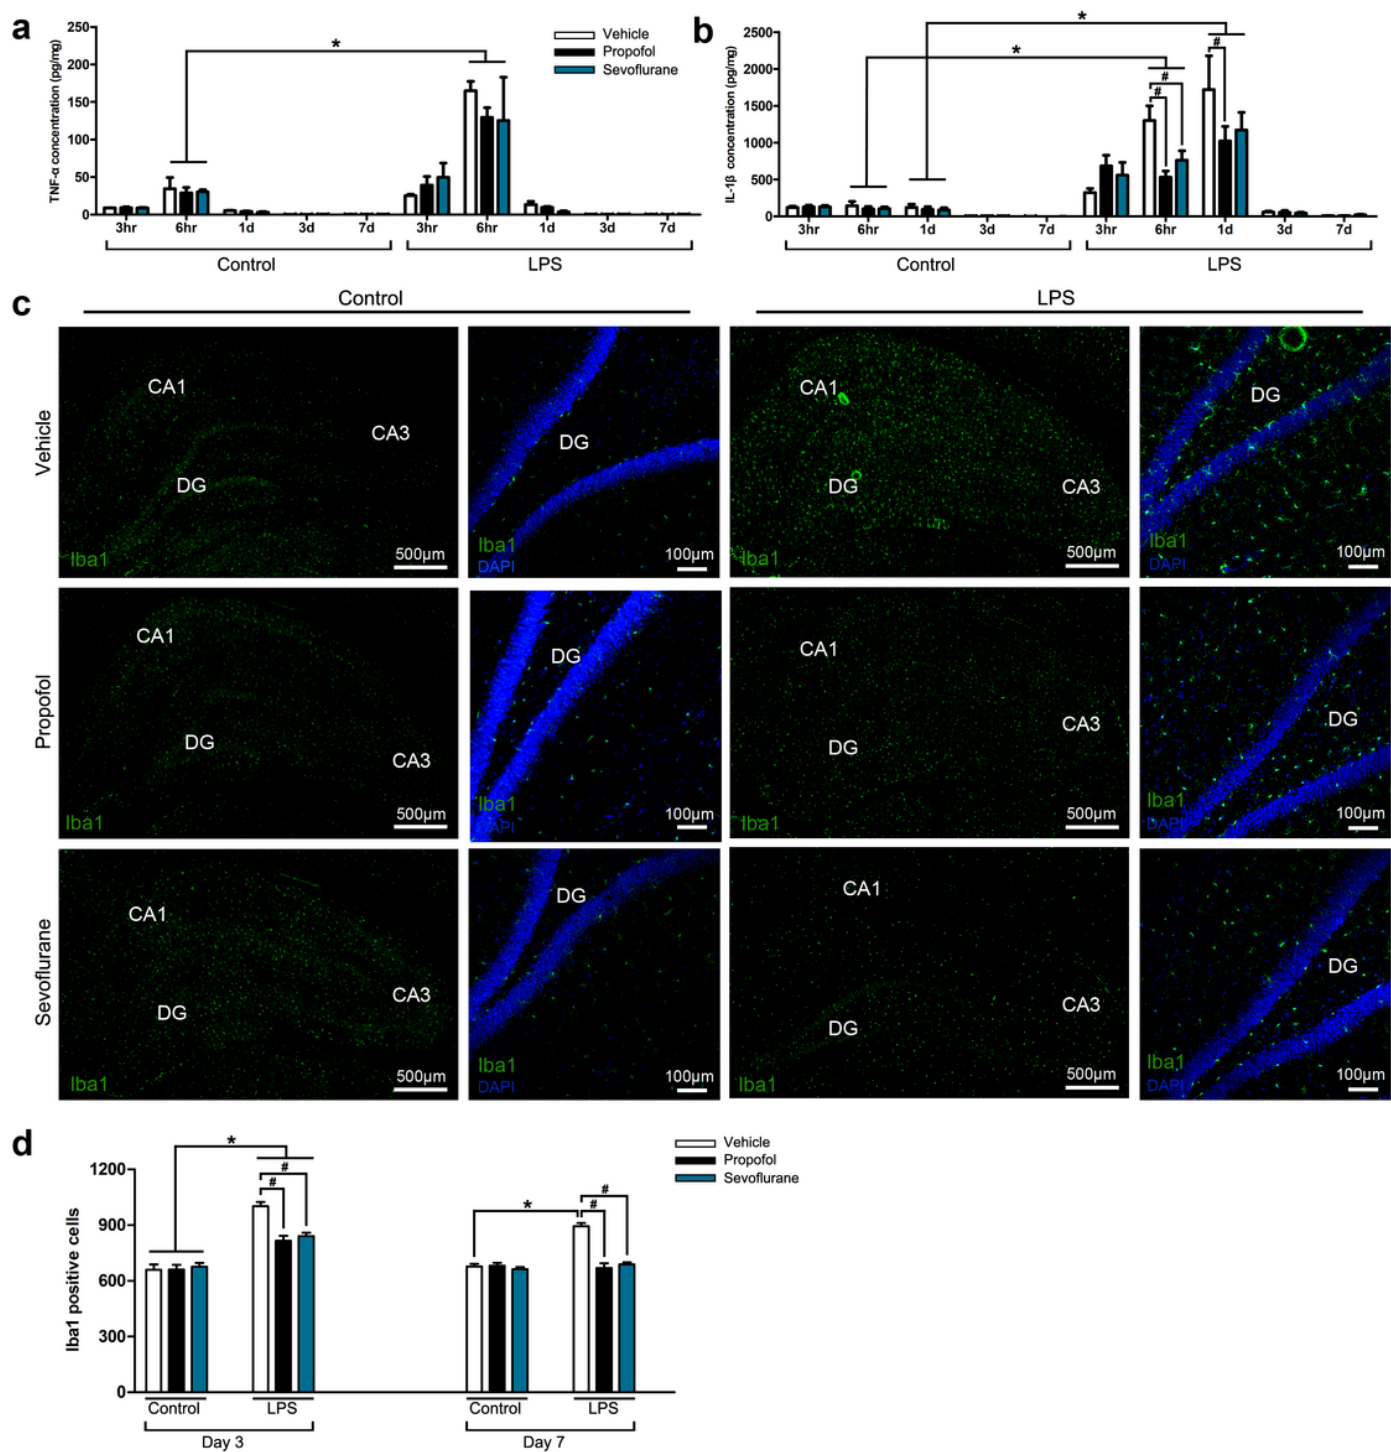 a
TNF-α concentration (pg/mg)
250
200
150
100
50
0
*
Vehicle
Propofol
Sevoflurane
3hr 6hr 1d 3d 7d 3hr 6hr 1d 3d 7d
Control LPS
b
IL-1β concentration (pg/mg)
2500
2000
1500
1000
500
0
*
*
#
#
#
3hr 6hr 1d 3d 7d 3hr 6hr 1d 3d 7d
Control LPS
c
Control LPS
Vehicle
CA1
CA3
DG
Iba1
500µm
DG
Iba1
DAPI
100µm
CA1
DG
CA3
Iba1
500µm
DG
Iba1
DAPI
100µm
Propofol
CA1
DG
CA3
Iba1
500µm
DG
Iba1
DAPI
100µm
CA1
CA3
DG
Iba1
500µm
DG
Iba1
DAPI
100µm
Sevoflurane
CA1
CA3
DG
Iba1
500µm
DG
Iba1
DAPI
100µm
CA1
CA3
DG
Iba1
500µm
DG
Iba1
DAPI
100µm
d
Iba1 positive cells
1200
900
600
300
0
*
#
#
*
#
#
Vehicle
Propofol
Sevoflurane
Control LPS Control LPS
Day 3 Day 7